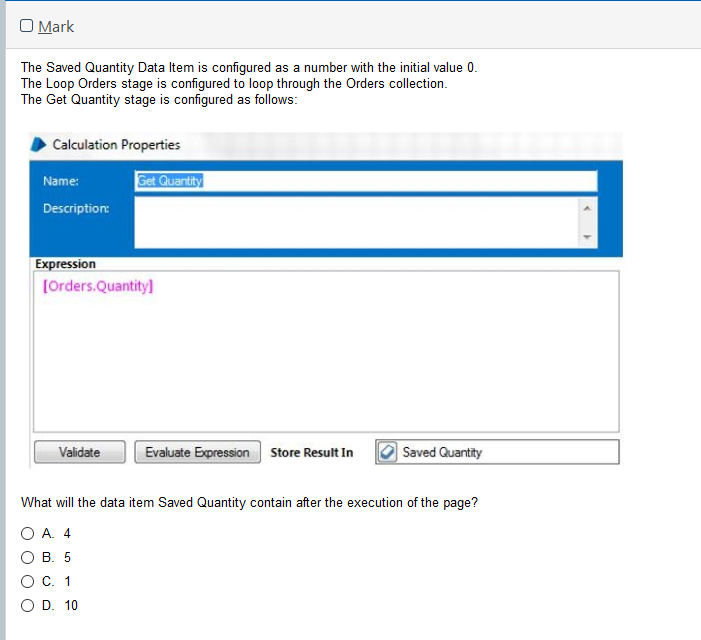 Mark
The Saved Quantity Data Item is configured as a number with the initial value 0.
The Loop Orders stage is configured to loop through the Orders collection.
The Get Quantity stage is configured as follows:
Calculation Properties
Name: Get Quantity
Description:
Expression
[Orders.Quantity]
Validate Evaluate Expression Store Result In Saved Quantity
What will the data item Saved Quantity contain after the execution of the page?
A. 4
B. 5
C. 1
D. 10